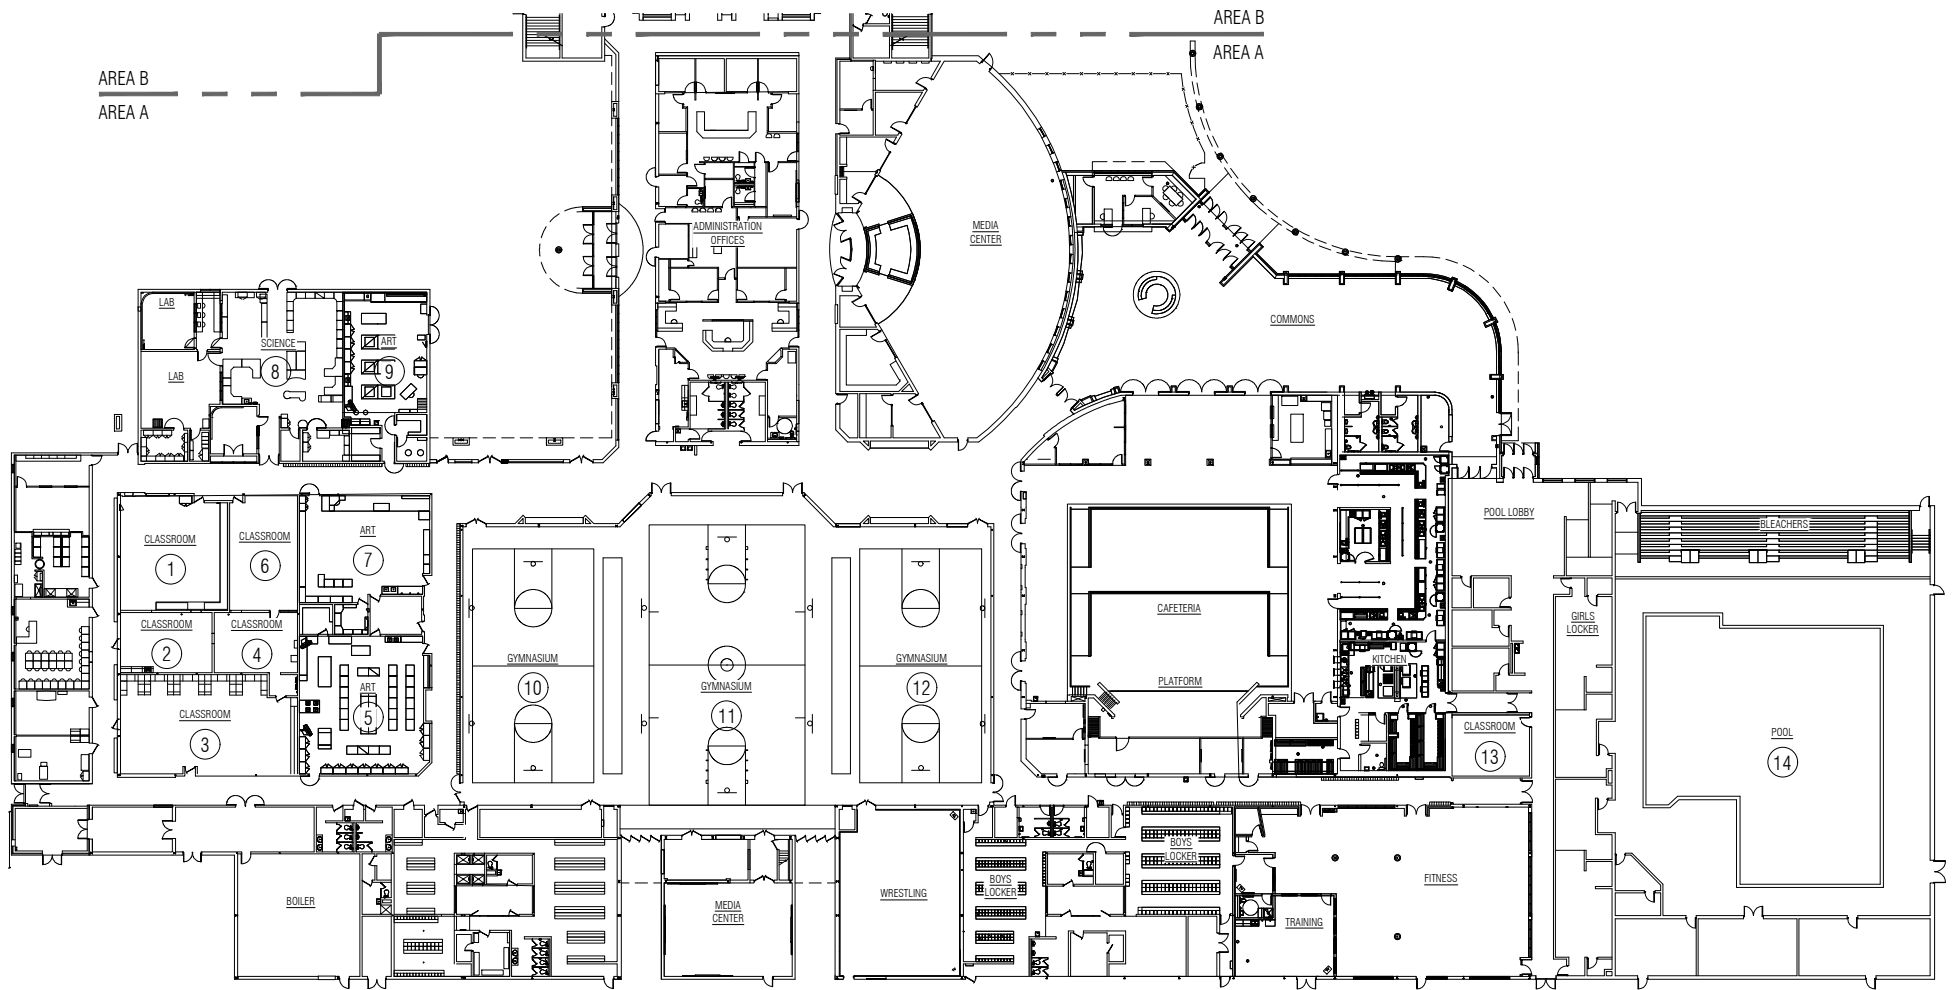 AREA B
AREA A
AREA B
AREA A
ADMINISTRATION
OFFICES
MEDIA
CENTER
COMMONS
LAB
SCIENCE
8
ART
9
LAB
CLASSROOM
1
CLASSROOM
6
ART
7
CLASSROOM
2
CLASSROOM
4
CLASSROOM
3
ART
5
GYMNASIUM
10
GYMNASIUM
11
GYMNASIUM
12
CAFETERIA
PLATFORM
KITCHEN
POOL LOBBY
BLEACHERS
GIRLS
LOCKER
CLASSROOM
13
POOL
14
BOILER
MEDIA
CENTER
WRESTLING
BOYS
LOCKER
BOYS
LOCKER
TRAINING
FITNESS